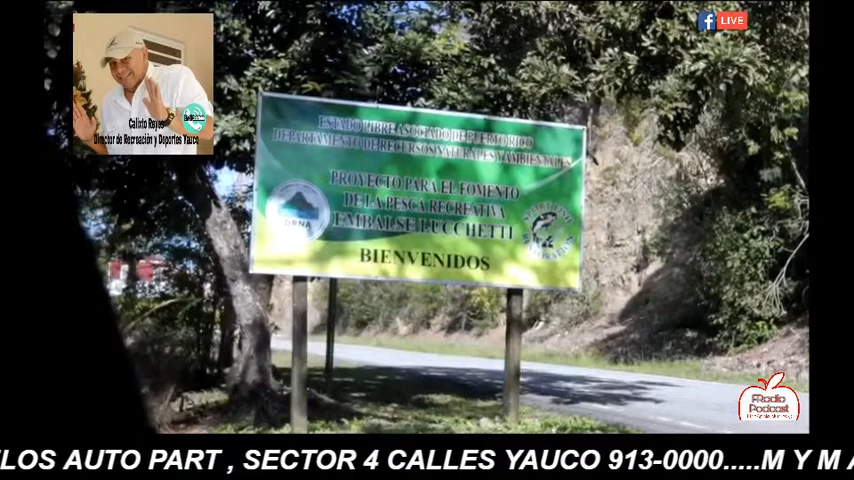 LIVE
Calixto Reyes
Director de Recreación y Deportes Yauco
ESTADO LIBRE ASOCIADO DE PUERTO RICO
DEPARTAMENTO DE RECURSOS NATURALES Y AMBIENTALES
PROYECTO PARA EL FOMENTO
DE LA PESCA RECREATIVA
EMBALSE LUCCHETTI
DRNA
BIENVENIDOS
FRadio
Podcast
LOS AUTO PART , SECTOR 4 CALLES YAUCO 913-0000.....M Y M A